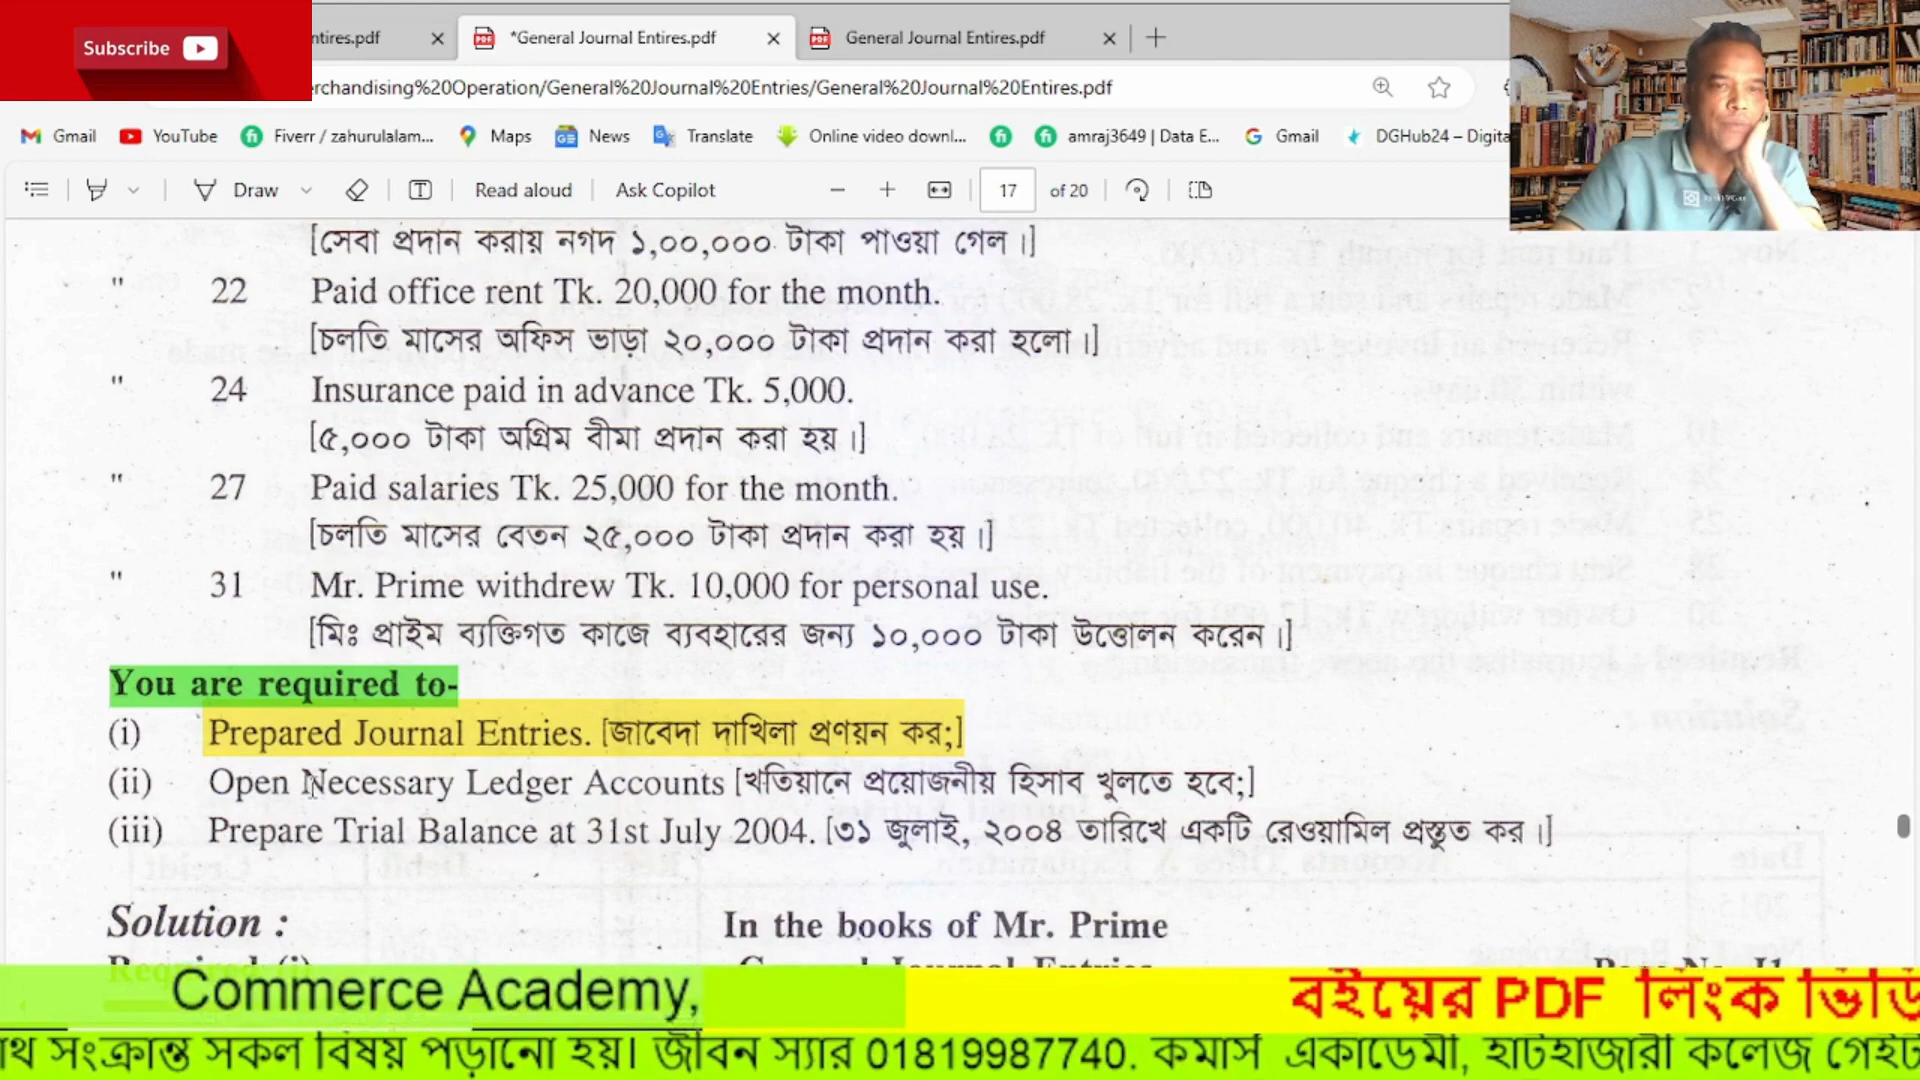 Subscribe
ntires.pdf
*General Journal Entires.pdf
General Journal Entires.pdf
erchandising%20Operation/General%20Journal%20Entries/General%20Journal%20Entires.pdf
Gmail
YouTube
Fiverr / zahurulalam...
Maps
News
Translate
Online video downl...
amraj3649 | Data E...
Gmail
DGHub24 – Digita
Draw
Read aloud
Ask Copilot
17 of 20
[সেবা প্রদান করায় নগদ ১,০০,০০০ টাকা পাওয়া গেল।]
" 22 Paid office rent Tk. 20,000 for the month.
[চলতি মাসের অফিস ভাড়া ২০,০০০ টাকা প্রদান করা হলো।]
" 24 Insurance paid in advance Tk. 5,000.
[৫,০০০ টাকা অগ্রিম বীমা প্রদান করা হয়।]
" 27 Paid salaries Tk. 25,000 for the month.
[চলতি মাসের বেতন ২৫,০০০ টাকা প্রদান করা হয়।]
" 31 Mr. Prime withdrew Tk. 10,000 for personal use.
[মিঃ প্রাইম ব্যক্তিগত কাজে ব্যবহারের জন্য ১০,০০০ টাকা উত্তোলন করেন।]
You are required to-
(i) Prepared Journal Entries. [জাবেদা দাখিলা প্রণয়ন কর;]
(ii) Open Necessary Ledger Accounts [খতিয়ানে প্রয়োজনীয় হিসাব খুলতে হবে;]
(iii) Prepare Trial Balance at 31st July 2004. [৩১ জুলাই, ২০০৪ তারিখে একটি রেওয়ামিল প্রস্তুত কর।]
Solution :
In the books of Mr. Prime
Required (i)
General Journal Entries
Page No. J1
Commerce Academy,
বইয়ের PDF লিংক
সংক্রান্ত সকল বিষয় পড়ানো হয়। জীবন স্যার 01819987740. কমার্স একাডেমী, হাটহাজারী কলেজ গেইট